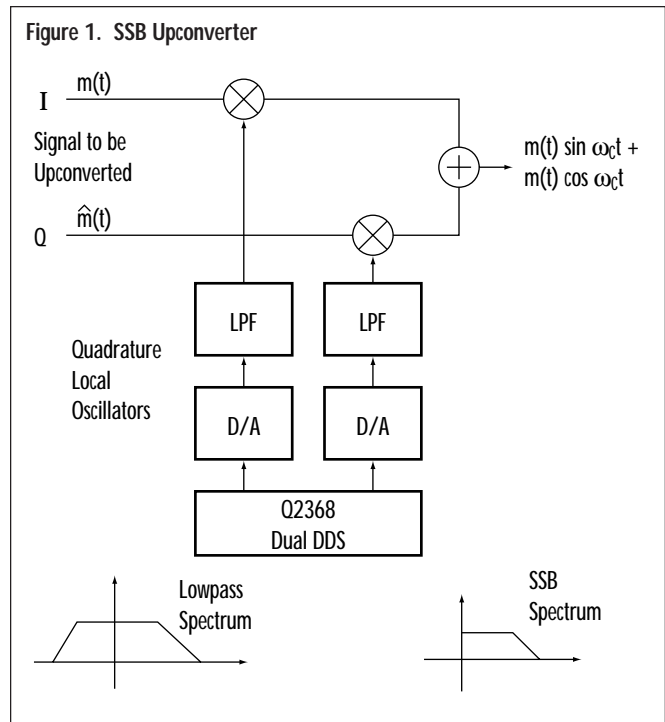 Figure 1. SSB Upconverter
I
m(t)
Signal to be
Upconverted
Q
m̂(t)
m(t) sin ωCt +
m(t) cos ωCt
LPF
LPF
Quadrature
Local
Oscillators
D/A
D/A
Q2368
Dual DDS
Lowpass
Spectrum
SSB
Spectrum